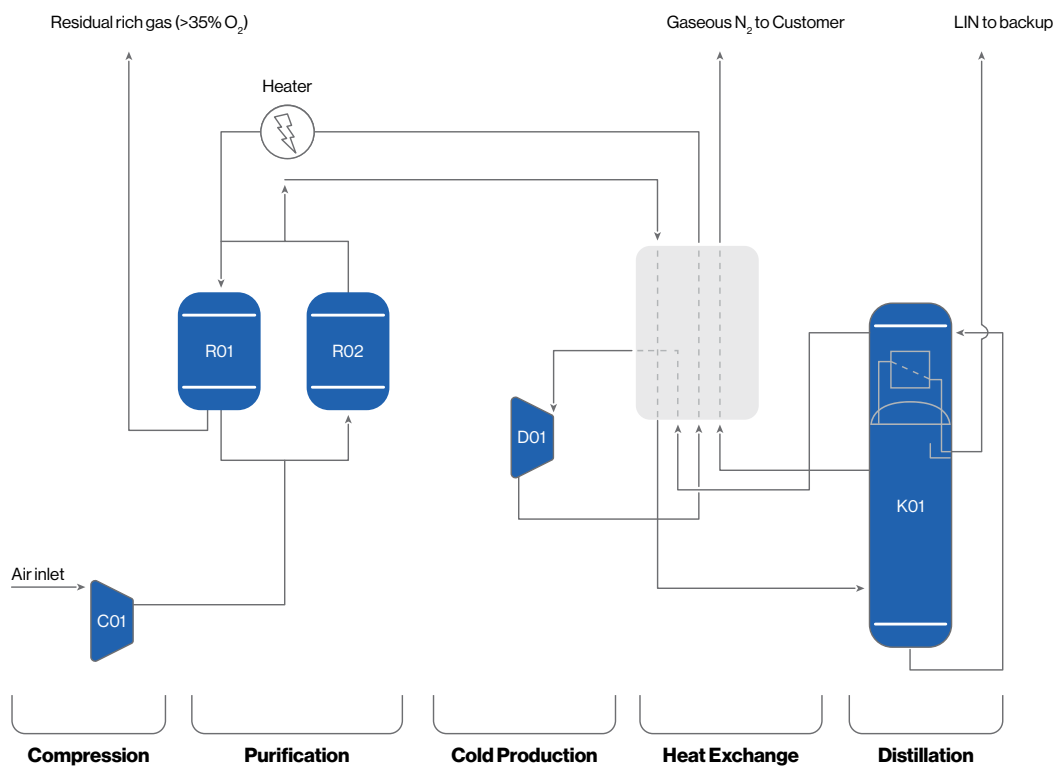 Residual rich gas (>35% O₂)
Gaseous N₂ to Customer
LIN to backup
Heater
R01
R02
D01
K01
Air inlet
C01
Compression
Purification
Cold Production
Heat Exchange
Distillation